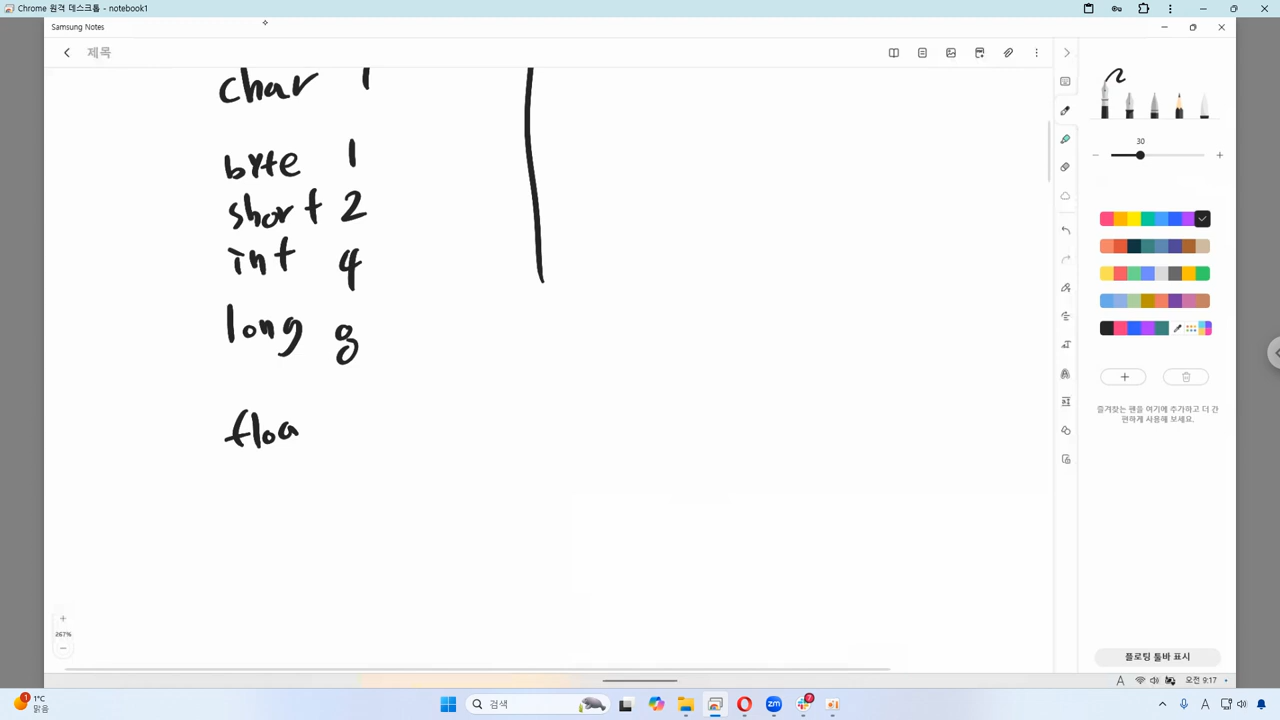 Chrome 원격 데스크톱 - notebook1
Samsung Notes
제목
char 1
byte 1
short 2
int 4
long 8
floa
30
즐겨찾는 펜을 여기에 추가하고 더 간
편하게 사용해 보세요.
267%
플로팅 툴바 표시
A 오전 9:17
1
1°C
맑음
검색
zm
7
A